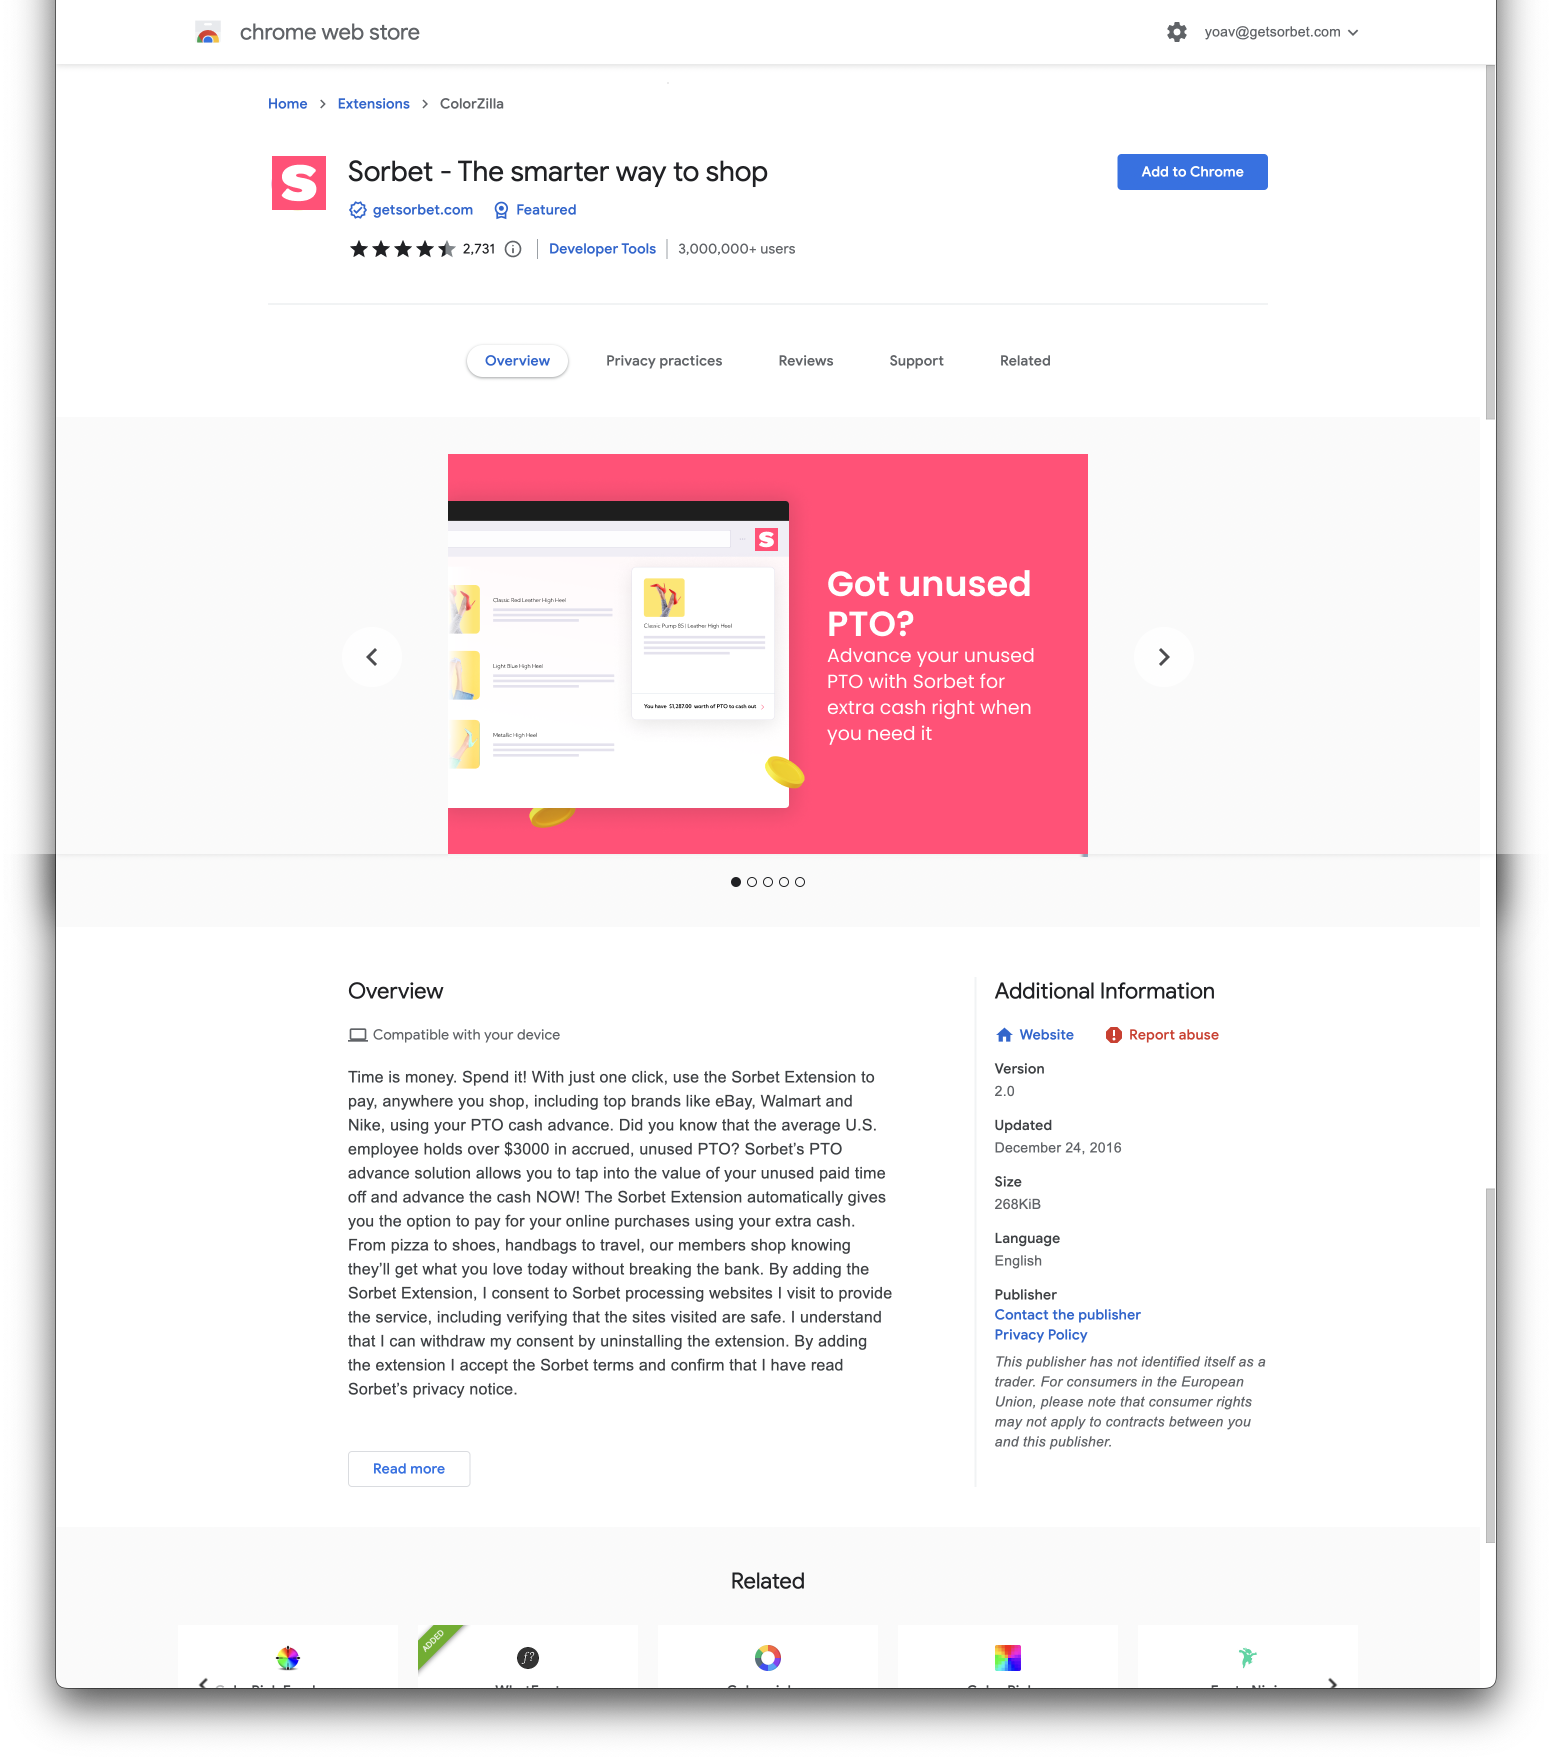 chrome web store
yoav@getsorbet.com
Home > Extensions > ColorZilla
S
Sorbet - The smarter way to shop
Add to Chrome
getsorbet.com Featured
2,731 Developer Tools 3,000,000+ users
Overview Privacy practices Reviews Support Related
S
Got unused
PTO?
Advance your unused
PTO with Sorbet for
extra cash right when
you need it
Classic Red Leather High Heel
Light Blue High Heel
Metallic High Heel
Classic Pump 85 | Leather High Heel
You have $1,287.00 worth of PTO to cash out >
Overview
Compatible with your device
Time is money. Spend it! With just one click, use the Sorbet Extension to
pay, anywhere you shop, including top brands like eBay, Walmart and
Nike, using your PTO cash advance. Did you know that the average U.S.
employee holds over $3000 in accrued, unused PTO? Sorbet’s PTO
advance solution allows you to tap into the value of your unused paid time
off and advance the cash NOW! The Sorbet Extension automatically gives
you the option to pay for your online purchases using your extra cash.
From pizza to shoes, handbags to travel, our members shop knowing
they’ll get what you love today without breaking the bank. By adding the
Sorbet Extension, I consent to Sorbet processing websites I visit to provide
the service, including verifying that the sites visited are safe. I understand
that I can withdraw my consent by uninstalling the extension. By adding
the extension I accept the Sorbet terms and confirm that I have read
Sorbet’s privacy notice.
Read more
Additional Information
Website Report abuse
Version
2.0
Updated
December 24, 2016
Size
268KiB
Language
English
Publisher
Contact the publisher
Privacy Policy
This publisher has not identified itself as a
trader. For consumers in the European
Union, please note that consumer rights
may not apply to contracts between you
and this publisher.
Related
ADDED
f?